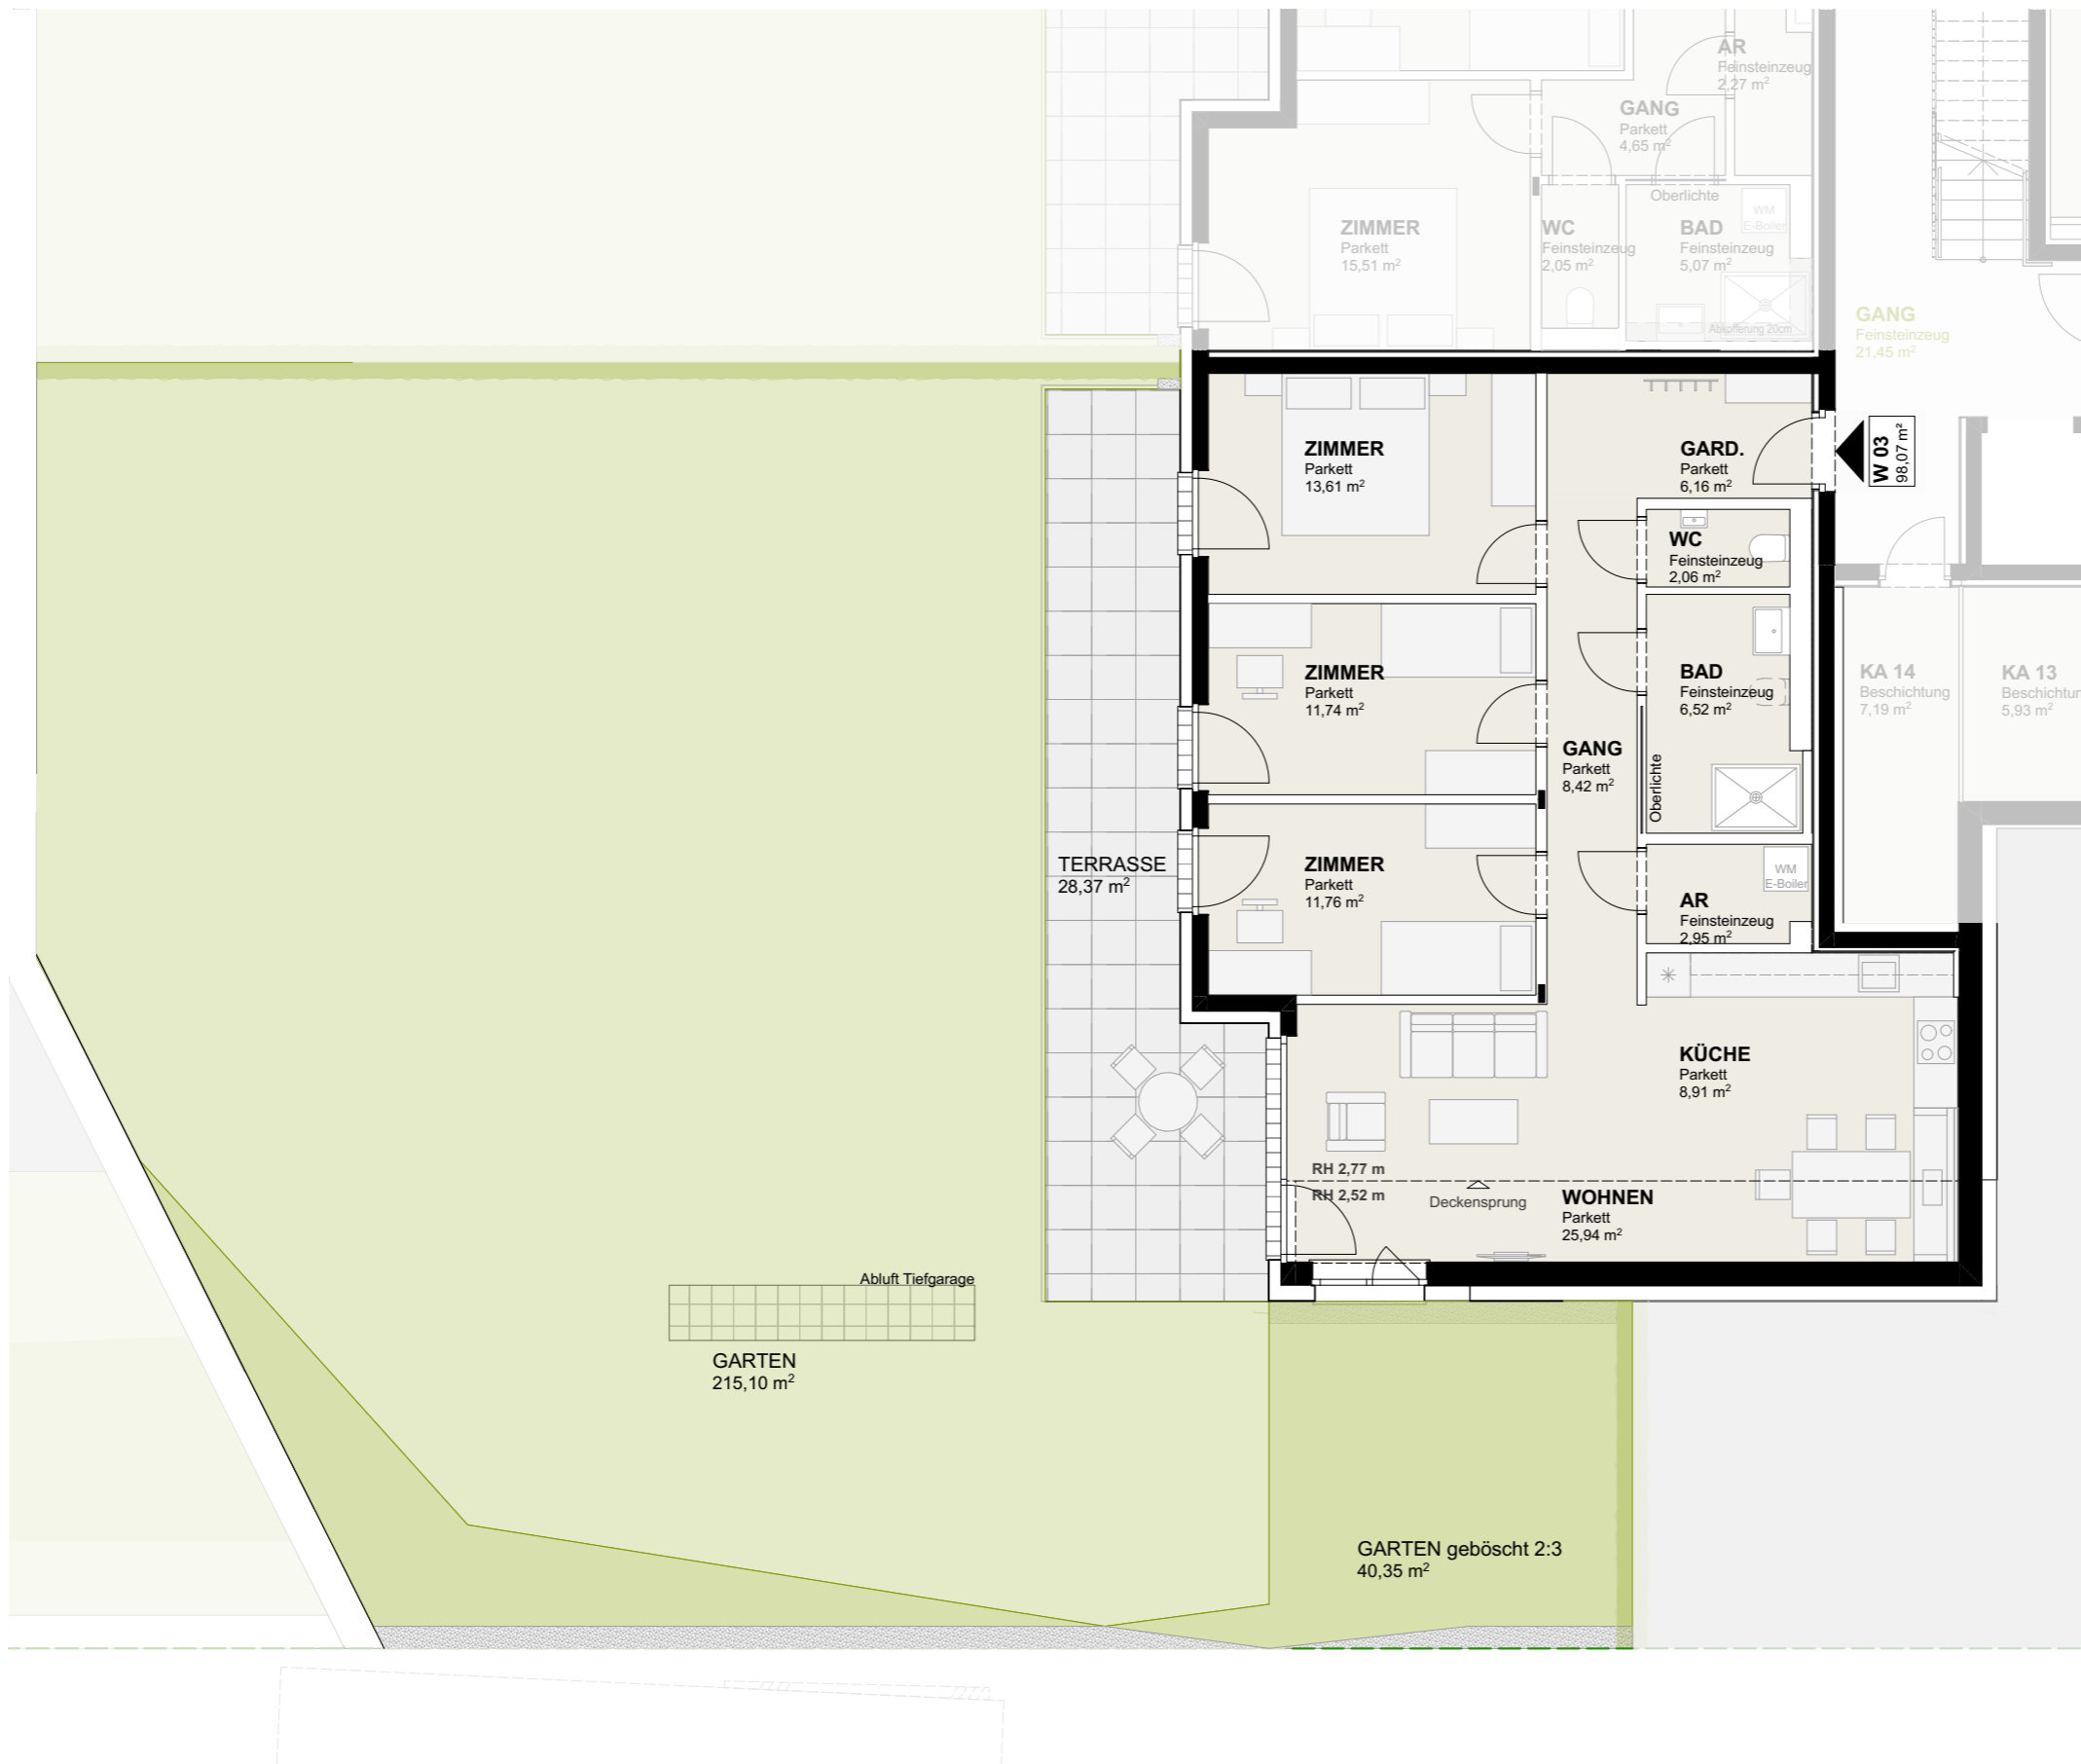 AR
Feinsteinzeug
2,27 m²
GANG
Parkett
4,65 m²
Oberlichte
WM
E-Boiler
ZIMMER
Parkett
15,51 m²
WC
Feinsteinzeug
2,05 m²
BAD
Feinsteinzeug
5,07 m²
Abkofferung 20cm
GANG
Feinsteinzeug
21,45 m²
ZIMMER
Parkett
13,61 m²
GARD.
Parkett
6,16 m²
W 03
98,07 m²
WC
Feinsteinzeug
2,06 m²
ZIMMER
Parkett
11,74 m²
BAD
Feinsteinzeug
6,52 m²
KA 14
Beschichtung
7,19 m²
KA 13
Beschichtun
5,93 m²
GANG
Parkett
8,42 m²
Oberlichte
TERRASSE
28,37 m²
ZIMMER
Parkett
11,76 m²
WM
E-Boiler
AR
Feinsteinzeug
2,95 m²
KÜCHE
Parkett
8,91 m²
RH 2,77 m
RH 2,52 m
Deckensprung
WOHNEN
Parkett
25,94 m²
Abluft Tiefgarage
GARTEN
215,10 m²
GARTEN geböscht 2:3
40,35 m²